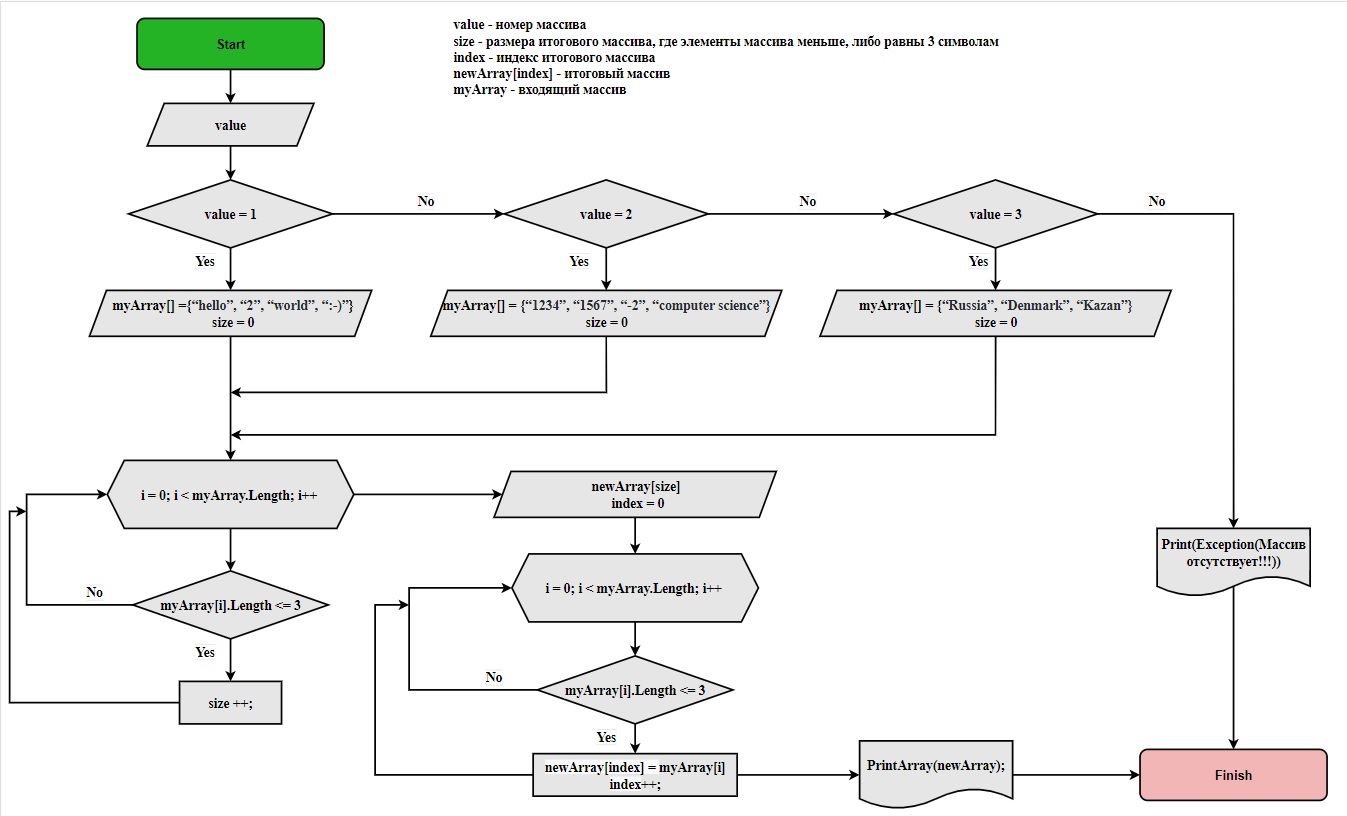 Start
value - номер массива
size - размера итогового массива, где элементы массива меньше, либо равны 3 символам
index - индекс итогового массива
newArray[index] - итоговый массив
myArray - входящий массив
value
value = 1
No
value = 2
No
value = 3
No
Yes
Yes
Yes
myArray[] ={“hello”, “2”, “world”, “:-)”}
size = 0
myArray[] = {“1234”, “1567”, “-2”, “computer science”}
size = 0
myArray[] = {“Russia”, “Denmark”, “Kazan”}
size = 0
i = 0; i < myArray.Length; i++
newArray[size]
index = 0
Print(Exception(Массив
отсутствует!!!))
No
myArray[i].Length <= 3
i = 0; i < myArray.Length; i++
Yes
size ++;
No
myArray[i].Length <= 3
Yes
newArray[index] = myArray[i]
index++;
PrintArray(newArray);
Finish